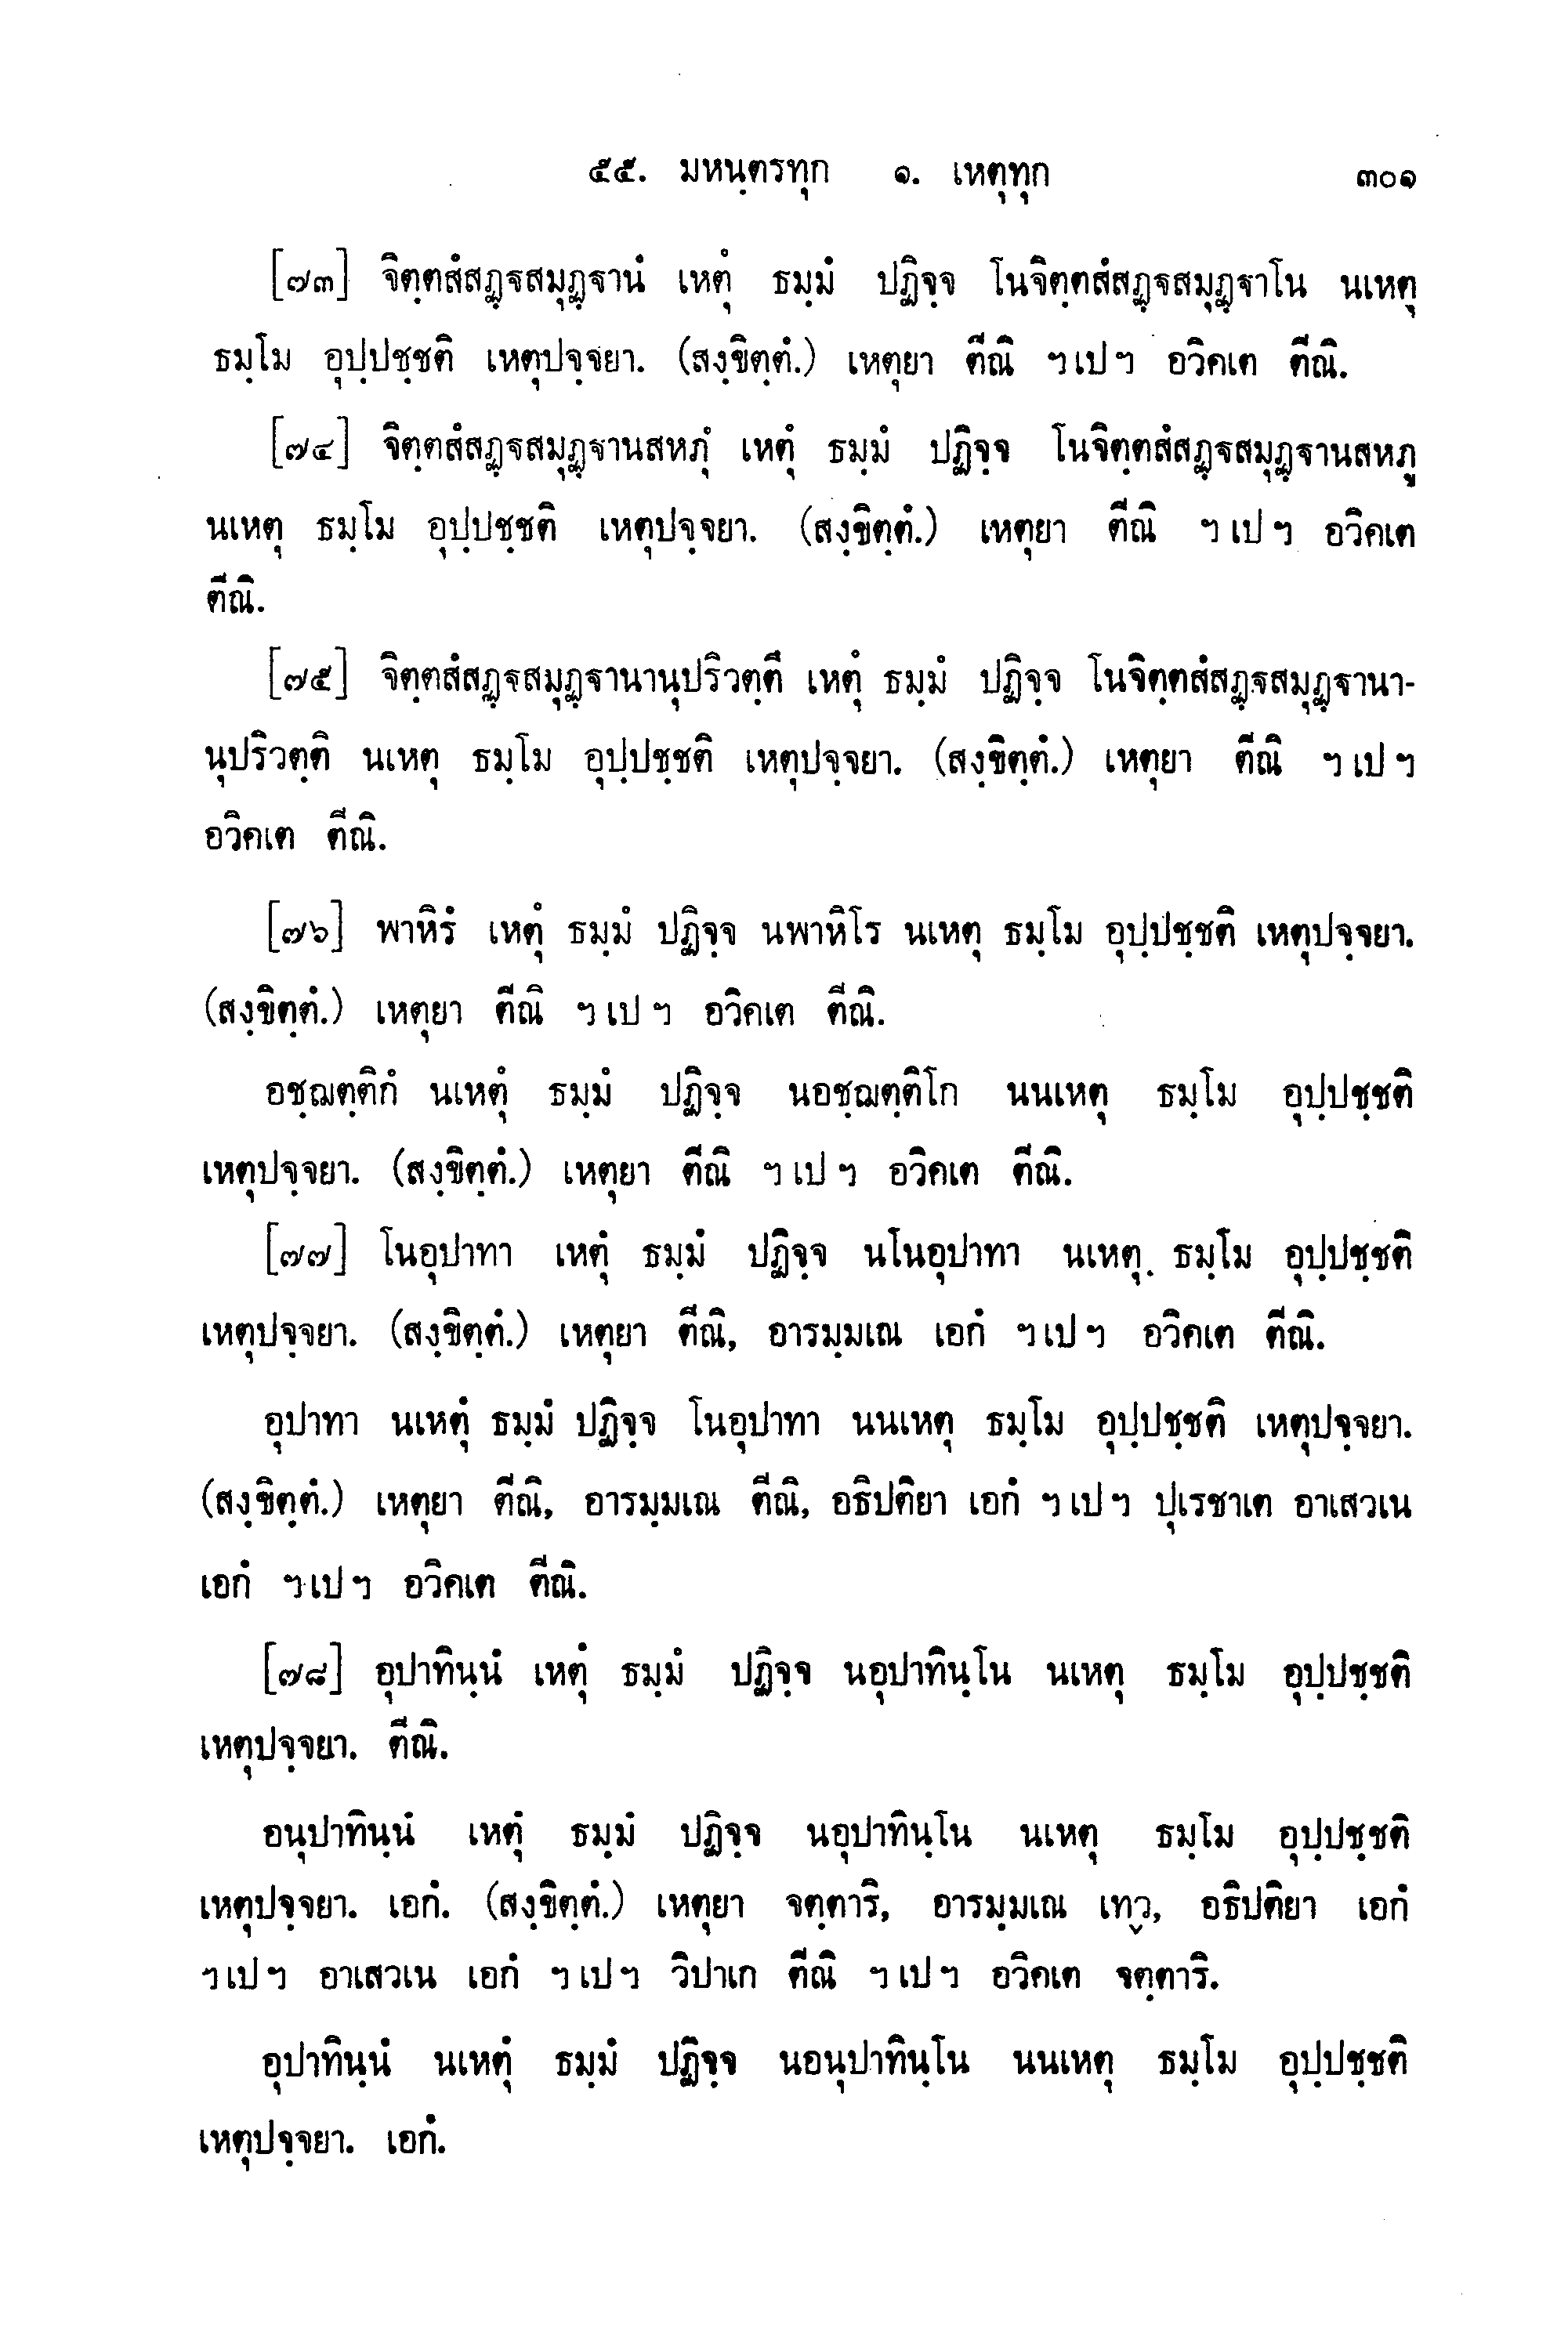 ๕๕. มหนฺตรทุก ๑. เหตุทุก ๓๐๑
[๗๓] จิตฺตสํสฏฺฐสมุฏฺฐานํ เหตุํ ธมฺมํ ปฏิจฺจ โนจิตฺตสํสฏฺฐสมุฏฺฐาโน นเหตุ
ธมฺโม อุปฺปชฺชติ เหตุปจฺจยา. (สงฺขิตฺตํ.) เหตุยา ตีณิ ฯเปฯ อวิคเต ตีณิ.
[๗๔] จิตฺตสํสฏฺฐสมุฏฺฐานสหภุํ เหตุํ ธมฺมํ ปฏิจฺจ โนจิตฺตสํสฏฺฐสมุฏฺฐานสหภู
นเหตุ ธมฺโม อุปฺปชฺชติ เหตุปจฺจยา. (สงฺขิตฺตํ.) เหตุยา ตีณิ ฯเปฯ อวิคเต
ตีณิ.
[๗๕] จิตฺตสํสฏฺฐสมุฏฺฐานานุปริวตฺตึ เหตุํ ธมฺมํ ปฏิจฺจ โนจิตฺตสํสฏฺฐสมุฏฺฐานา-
นุปริวตฺติ นเหตุ ธมฺโม อุปฺปชฺชติ เหตุปจฺจยา. (สงฺขิตฺตํ.) เหตุยา ตีณิ ฯเปฯ
อวิคเต ตีณิ.
[๗๖] พาหิรํ เหตุํ ธมฺมํ ปฏิจฺจ นพาหิโร นเหตุ ธมฺโม อุปฺปชฺชติ เหตุปจฺจยา.
(สงฺขิตฺตํ.) เหตุยา ตีณิ ฯเปฯ อวิคเต ตีณิ.
อชฺฌตฺติกํ นเหตุํ ธมฺมํ ปฏิจฺจ นอชฺฌตฺติโก นนเหตุ ธมฺโม อุปฺปชฺชติ
เหตุปจฺจยา. (สงฺขิตฺตํ.) เหตุยา ตีณิ ฯเปฯ อวิคเต ตีณิ.
[๗๗] โนอุปาทา เหตุํ ธมฺมํ ปฏิจฺจ นโนอุปาทา นเหตุ ธมฺโม อุปฺปชฺชติ
เหตุปจฺจยา. (สงฺขิตฺตํ.) เหตุยา ตีณิ, อารมฺมเณ เอกํ ฯเปฯ อวิคเต ตีณิ.
อุปาทา นเหตุํ ธมฺมํ ปฏิจฺจ โนอุปาทา นนเหตุ ธมฺโม อุปฺปชฺชติ เหตุปจฺจยา.
(สงฺขิตฺตํ.) เหตุยา ตีณิ, อารมฺมเณ ตีณิ, อธิปติยา เอกํ ฯเปฯ ปุเรชาเต อาเสวเน
เอกํ ฯเปฯ อวิคเต ตีณิ.
[๗๘] อุปาทินฺนํ เหตุํ ธมฺมํ ปฏิจฺจ นอุปาทินฺโน นเหตุ ธมฺโม อุปฺปชฺชติ
เหตุปจฺจยา. ตีณิ.
อนุปาทินฺนํ เหตุํ ธมฺมํ ปฏิจฺจ นอุปาทินฺโน นเหตุ ธมฺโม อุปฺปชฺชติ
เหตุปจฺจยา. เอกํ. (สงฺขิตฺตํ.) เหตุยา จตฺตาริ, อารมฺมเณ เทฺว, อธิปติยา เอกํ
ฯเปฯ อาเสวเน เอกํ ฯเปฯ วิปาเก ตีณิ ฯเปฯ อวิคเต จตฺตาริ.
อุปาทินฺนํ นเหตุํ ธมฺมํ ปฏิจฺจ นอนุปาทินฺโน นนเหตุ ธมฺโม อุปฺปชฺชติ
เหตุปจฺจยา. เอกํ.